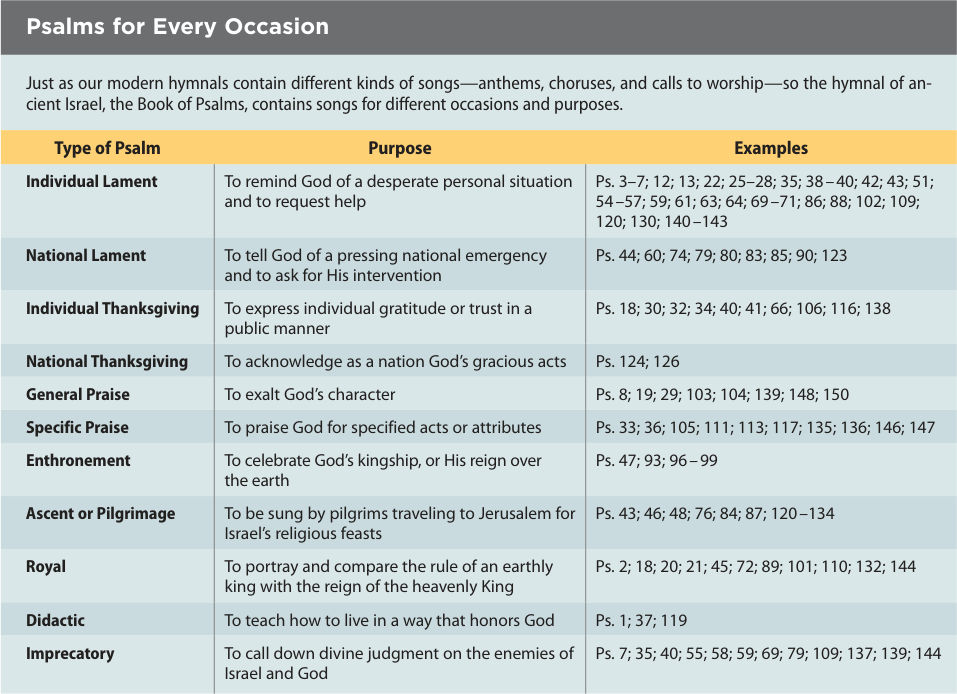 Psalms for Every Occasion
Just as our modern hymnals contain different kinds of songs—anthems, choruses, and calls to worship—so the hymnal of an-
cient Israel, the Book of Psalms, contains songs for different occasions and purposes.
Type of Psalm Purpose Examples
Individual Lament To remind God of a desperate personal situation Ps. 3–7; 12; 13; 22; 25–28; 35; 38–40; 42; 43; 51;
and to request help 54–57; 59; 61; 63; 64; 69–71; 86; 88; 102; 109;
120; 130; 140–143
National Lament To tell God of a pressing national emergency Ps. 44; 60; 74; 79; 80; 83; 85; 90; 123
and to ask for His intervention
Individual Thanksgiving To express individual gratitude or trust in a Ps. 18; 30; 32; 34; 40; 41; 66; 106; 116; 138
public manner
National Thanksgiving To acknowledge as a nation God’s gracious acts Ps. 124; 126
General Praise To exalt God’s character Ps. 8; 19; 29; 103; 104; 139; 148; 150
Specific Praise To praise God for specified acts or attributes Ps. 33; 36; 105; 111; 113; 117; 135; 136; 146; 147
Enthronement To celebrate God’s kingship, or His reign over Ps. 47; 93; 96–99
the earth
Ascent or Pilgrimage To be sung by pilgrims traveling to Jerusalem for Ps. 43; 46; 48; 76; 84; 87; 120–134
Israel’s religious feasts
Royal To portray and compare the rule of an earthly Ps. 2; 18; 20; 21; 45; 72; 89; 101; 110; 132; 144
king with the reign of the heavenly King
Didactic To teach how to live in a way that honors God Ps. 1; 37; 119
Imprecatory To call down divine judgment on the enemies of Ps. 7; 35; 40; 55; 58; 59; 69; 79; 109; 137; 139; 144
Israel and God